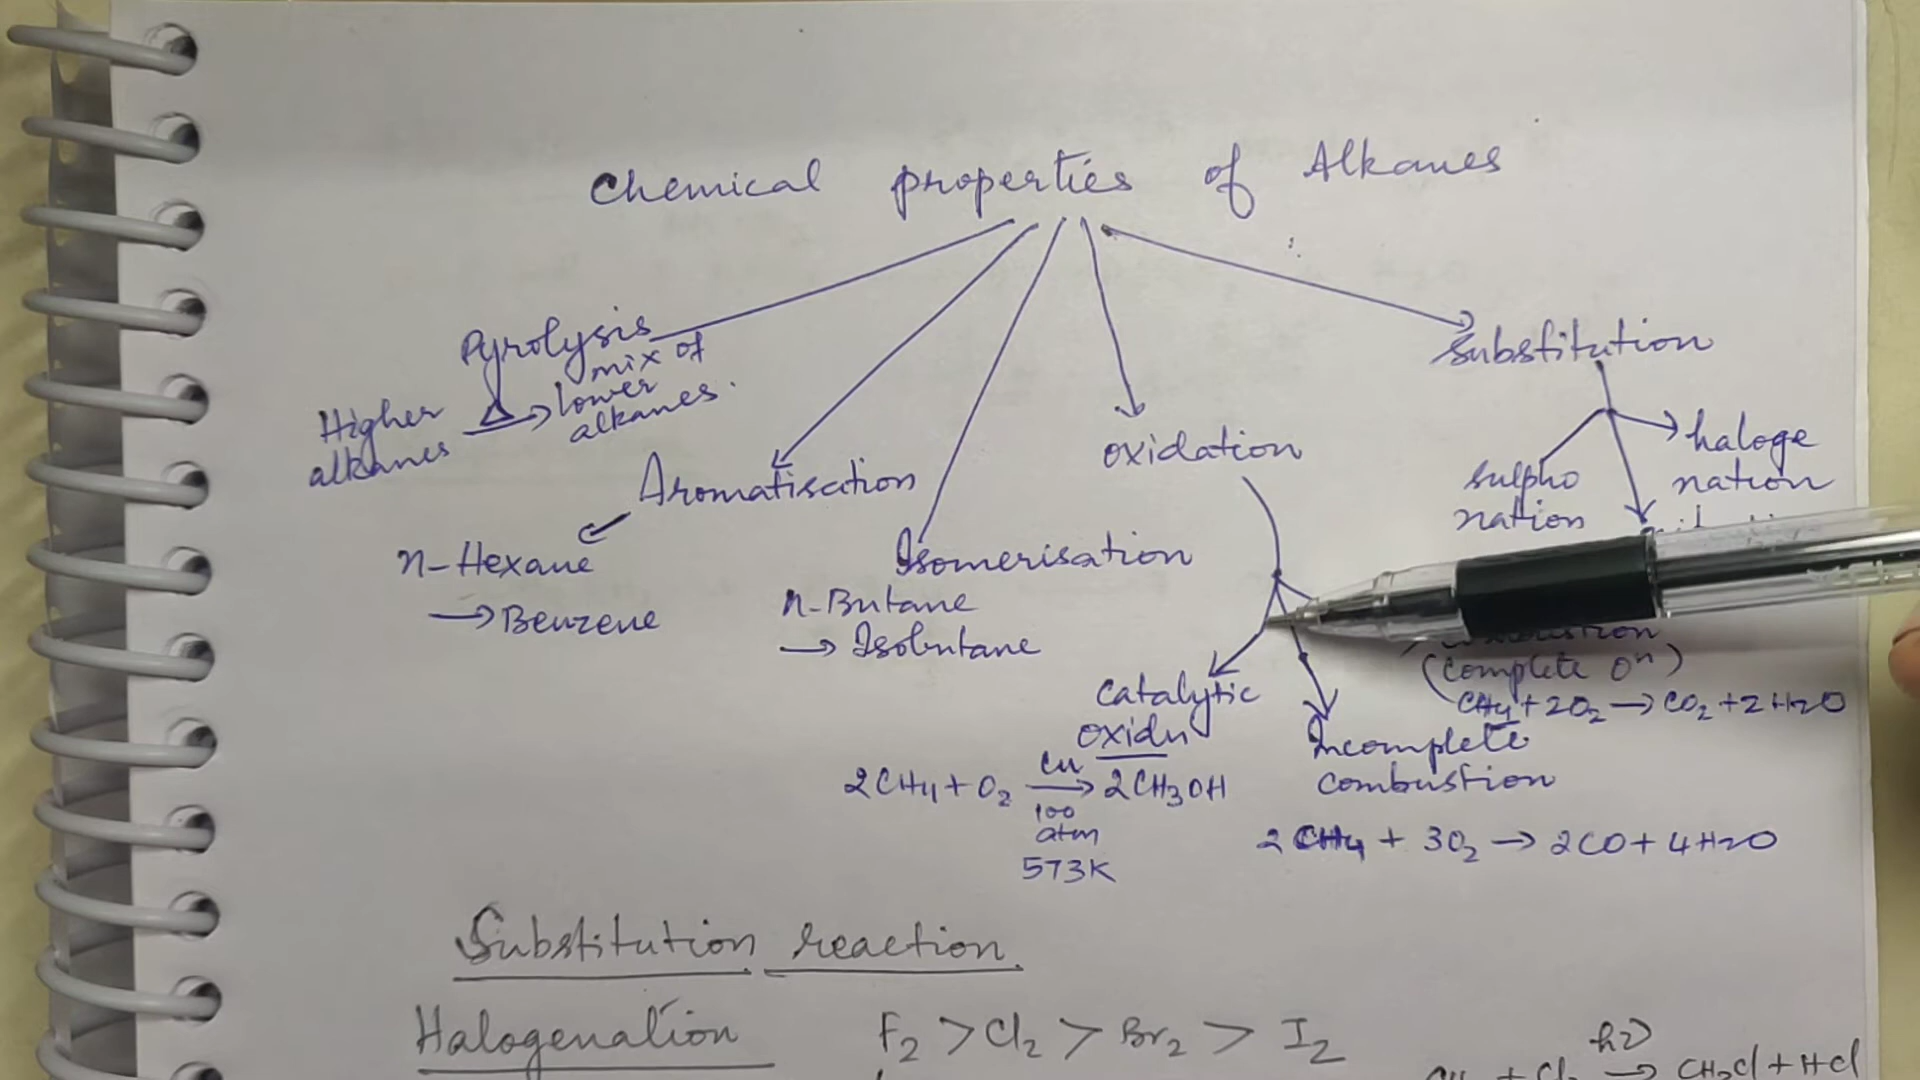 Chemical properties of Alkanes
Pyrolysis
Higher alkanes Δ → mix of lower alkanes.
Aromatisation
n-Hexane
→ Benzene
Isomerisation
n-Butane
→ Isobutane
oxidation
Catalytic
oxidn
2CH4 + O2 Cu → 2CH3OH
100
atm
573K
Incomplete
combustion
2CH4 + 3O2 → 2CO + 4H2O
(complete on)
CH4 + 2O2 → CO2 + 2H2O
Substitution
sulpho
nation
haloge
nation
Substitution reaction
Halogenation F2 > Cl2 > Br2 > I2
hν
→ CH3Cl + HCl